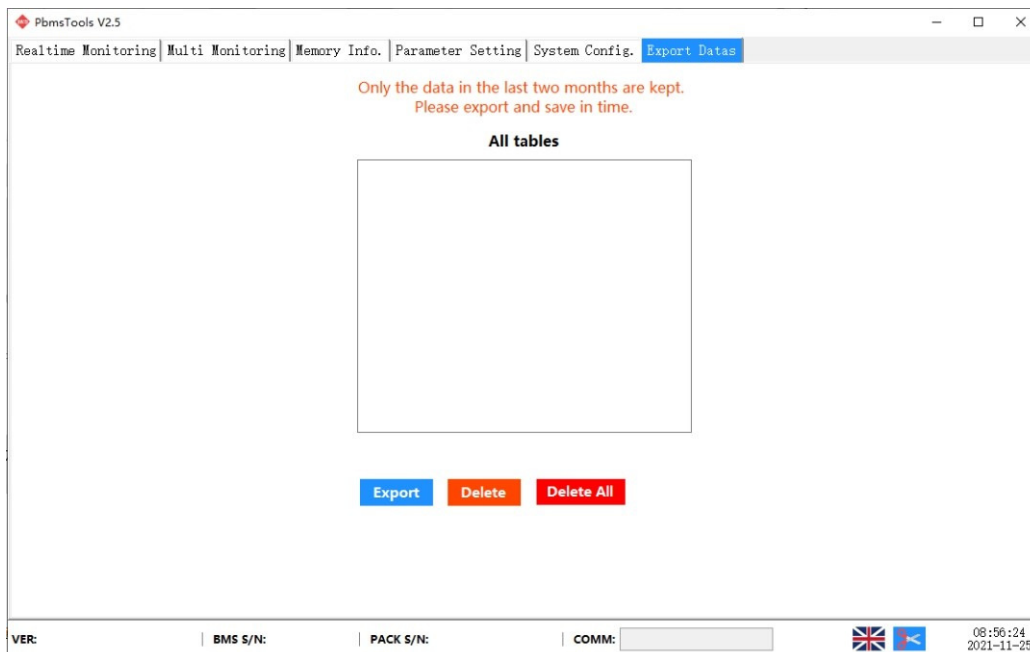 PbmsTools V2.5
Realtime Monitoring Multi Monitoring Memory Info. Parameter Setting System Config. Export Datas
Only the data in the last two months are kept.
Please export and save in time.
All tables
Export Delete Delete All
VER: BMS S/N: PACK S/N: COMM: 08:56:24
2021-11-25